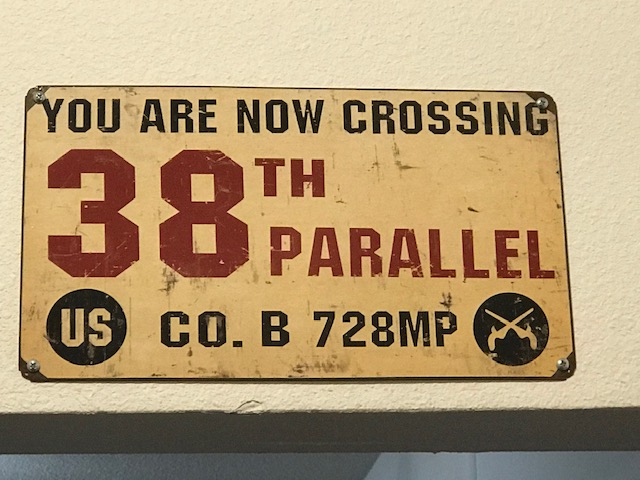 YOU ARE NOW CROSSING
38TH
PARALLEL
US CO. B 728MP